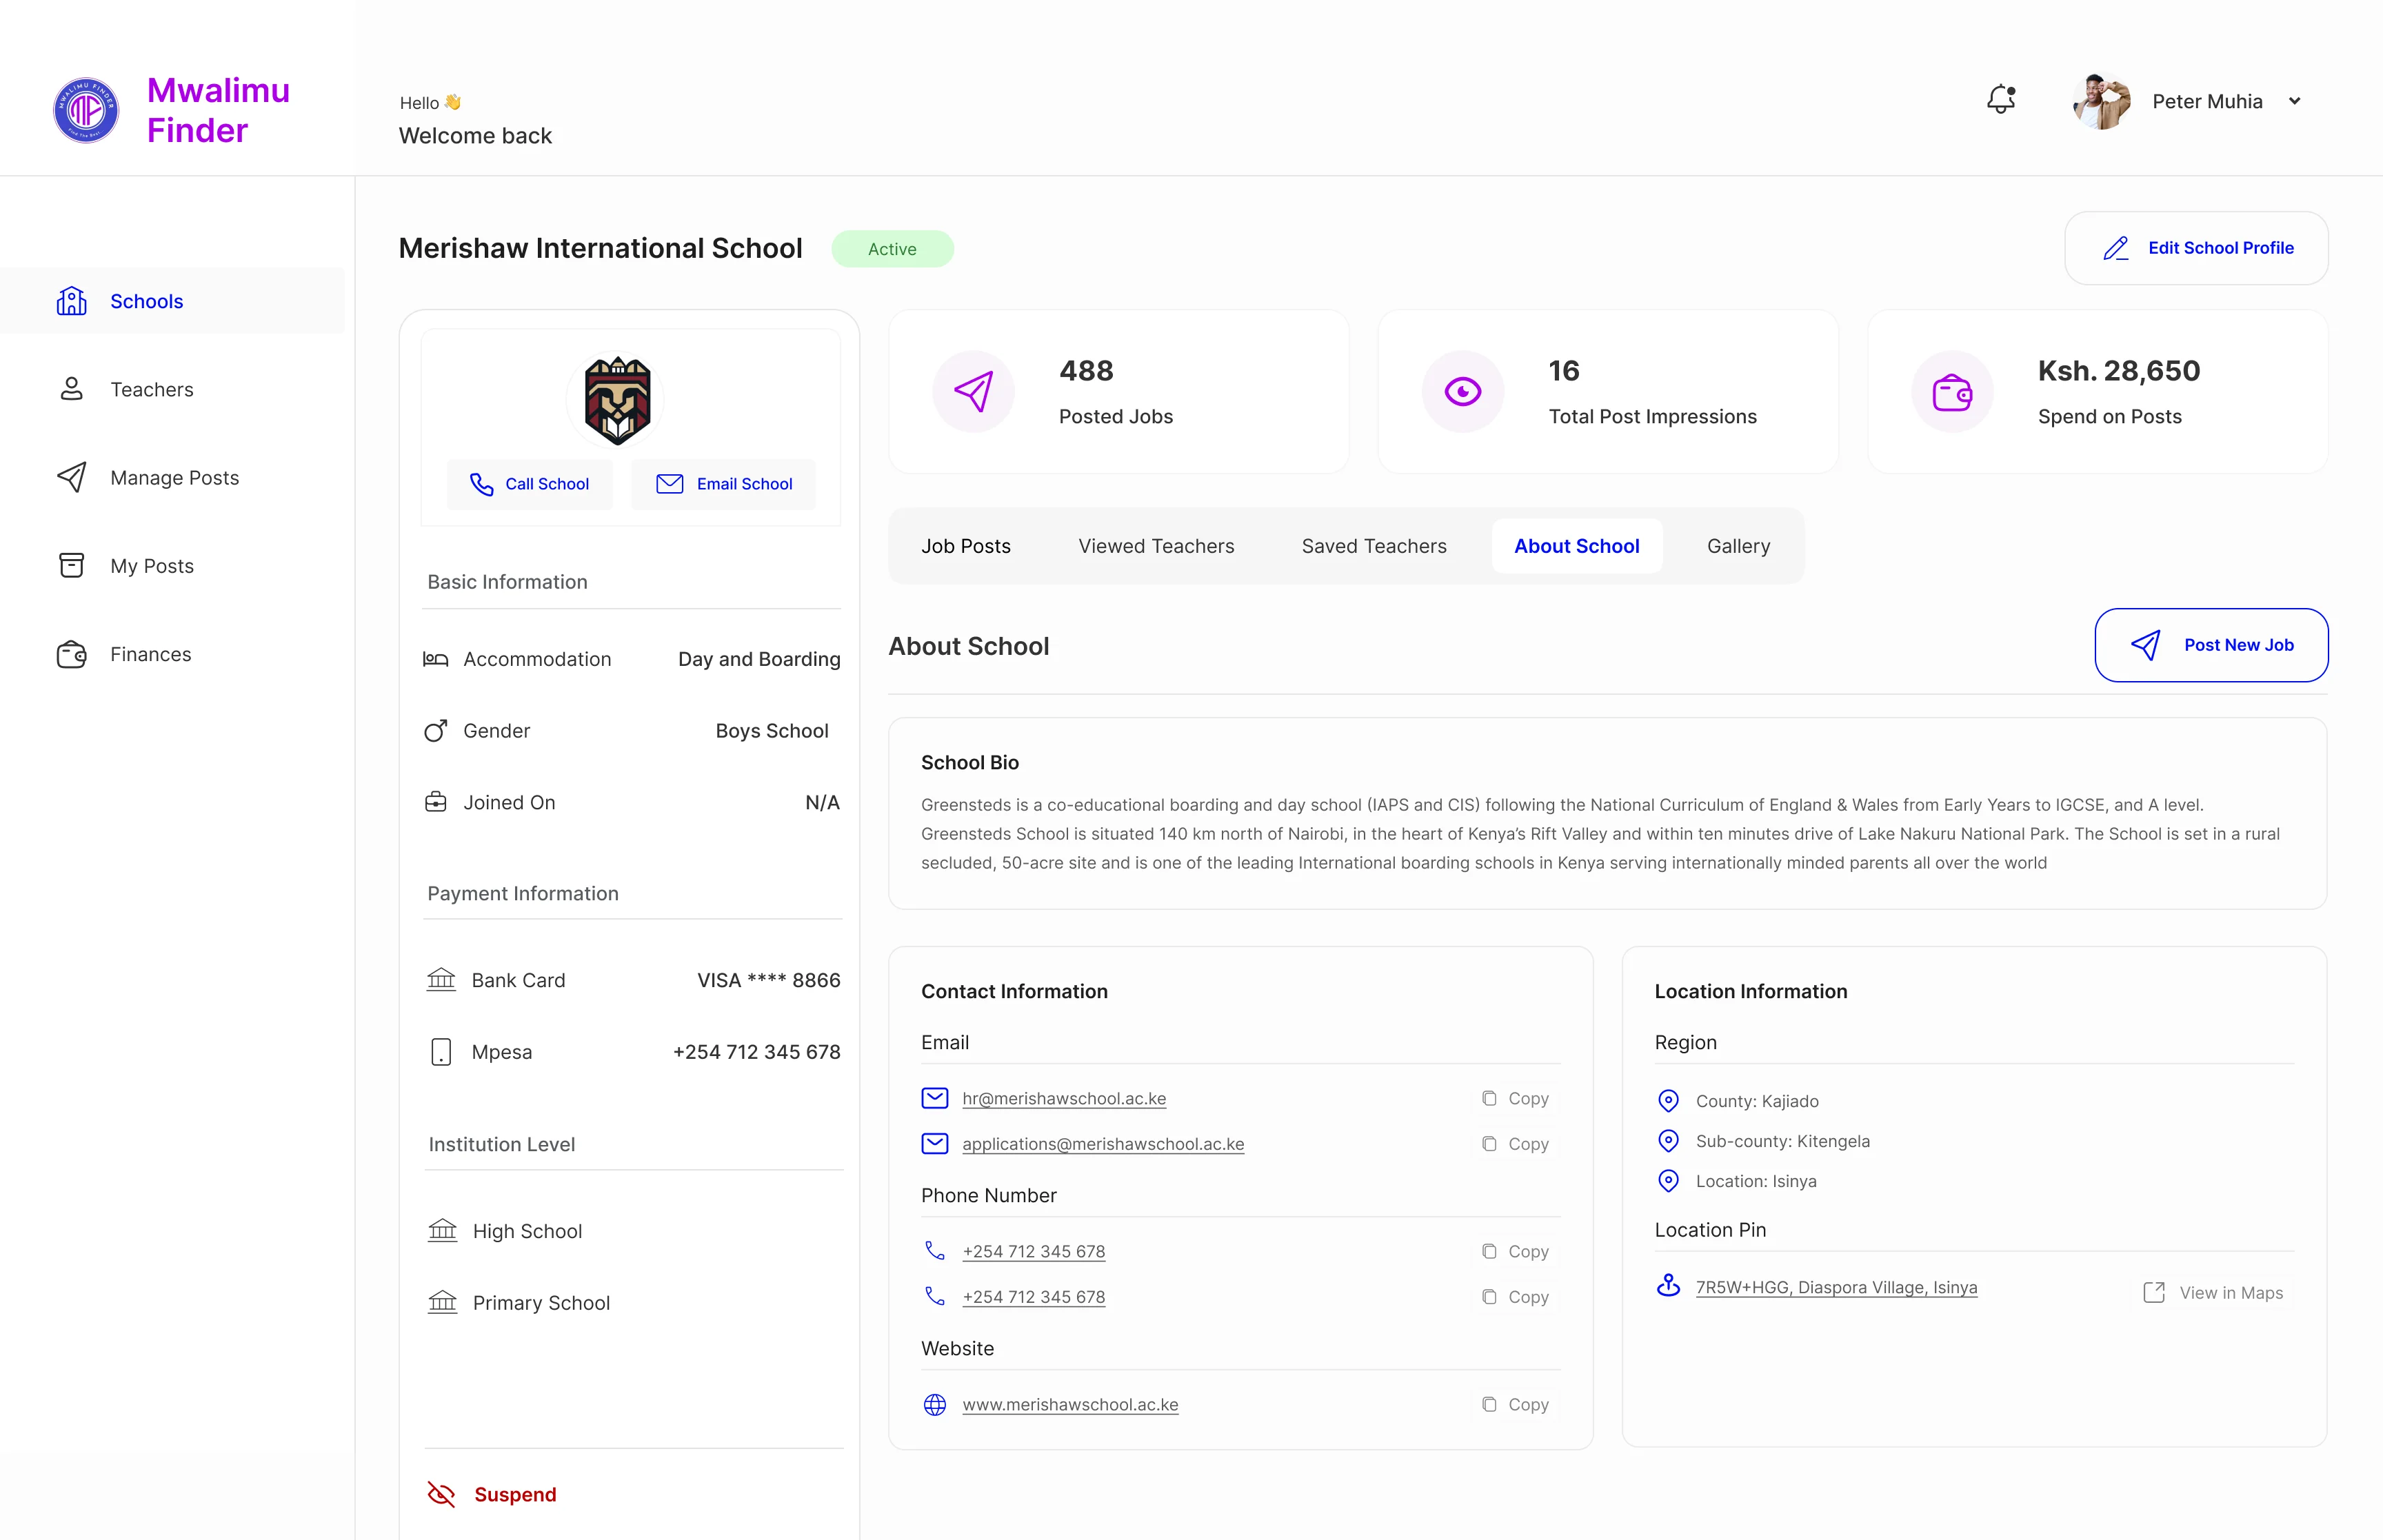 MWALIMU FINDER
Find The Best
Mwalimu
Finder
Hello 👋
Welcome back
Peter Muhia
Schools
Teachers
Manage Posts
My Posts
Finances
Merishaw International School
Active
Edit School Profile
Call School
Email School
Basic Information
Accommodation Day and Boarding
Gender Boys School
Joined On N/A
Payment Information
Bank Card VISA **** 8866
Mpesa +254 712 345 678
Institution Level
High School
Primary School
Suspend
488
Posted Jobs
16
Total Post Impressions
Ksh. 28,650
Spend on Posts
Job Posts Viewed Teachers Saved Teachers About School Gallery
About School
Post New Job
School Bio
Greensteds is a co-educational boarding and day school (IAPS and CIS) following the National Curriculum of England & Wales from Early Years to IGCSE, and A level.
Greensteds School is situated 140 km north of Nairobi, in the heart of Kenya’s Rift Valley and within ten minutes drive of Lake Nakuru National Park. The School is set in a rural
secluded, 50-acre site and is one of the leading International boarding schools in Kenya serving internationally minded parents all over the world
Contact Information
Email
hr@merishawschool.ac.ke Copy
applications@merishawschool.ac.ke Copy
Phone Number
+254 712 345 678 Copy
+254 712 345 678 Copy
Website
www.merishawschool.ac.ke Copy
Location Information
Region
County: Kajiado
Sub-county: Kitengela
Location: Isinya
Location Pin
7R5W+HGG, Diaspora Village, Isinya View in Maps